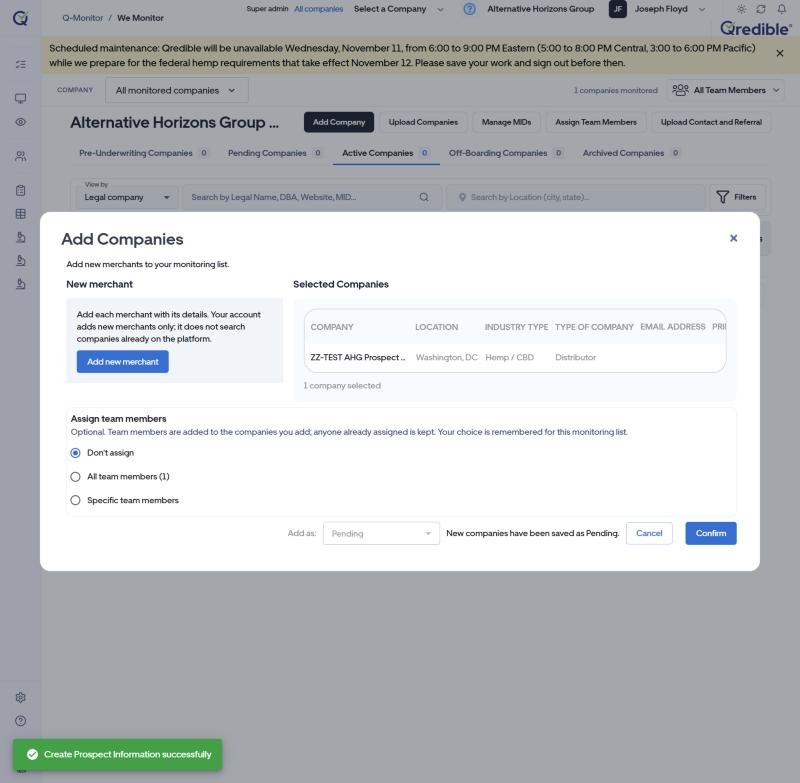 Super admin All companies Select a Company Alternative Horizons Group JF Joseph Floyd
Q-Monitor / We Monitor
Qredible
Scheduled maintenance: Qredible will be unavailable Wednesday, November 11, from 6:00 to 9:00 PM Eastern (5:00 to 8:00 PM Central, 3:00 to 6:00 PM Pacific)
while we prepare for the federal hemp requirements that take effect November 12. Please save your work and sign out before then.
COMPANY All monitored companies 1 companies monitored All Team Members
Alternative Horizons Group ... Add Company Upload Companies Manage MIDs Assign Team Members Upload Contact and Referral
Pre-Underwriting Companies 0 Pending Companies 0 Active Companies 0 Off-Boarding Companies 0 Archived Companies 0
View by
Legal company Search by Legal Name, DBA, Website, MID... Search by Location (city, state)... Filters
Add Companies
Add new merchants to your monitoring list.
New merchant Selected Companies
Add each merchant with its details. Your account
adds new merchants only; it does not search
companies already on the platform.
Add new merchant
COMPANY LOCATION INDUSTRY TYPE TYPE OF COMPANY EMAIL ADDRESS PRI
ZZ-TEST AHG Prospect ... Washington, DC Hemp / CBD Distributor
1 company selected
Assign team members
Optional. Team members are added to the companies you add; anyone already assigned is kept. Your choice is remembered for this monitoring list.
Don't assign
All team members (1)
Specific team members
Add as: Pending New companies have been saved as Pending. Cancel Confirm
Create Prospect Information successfully